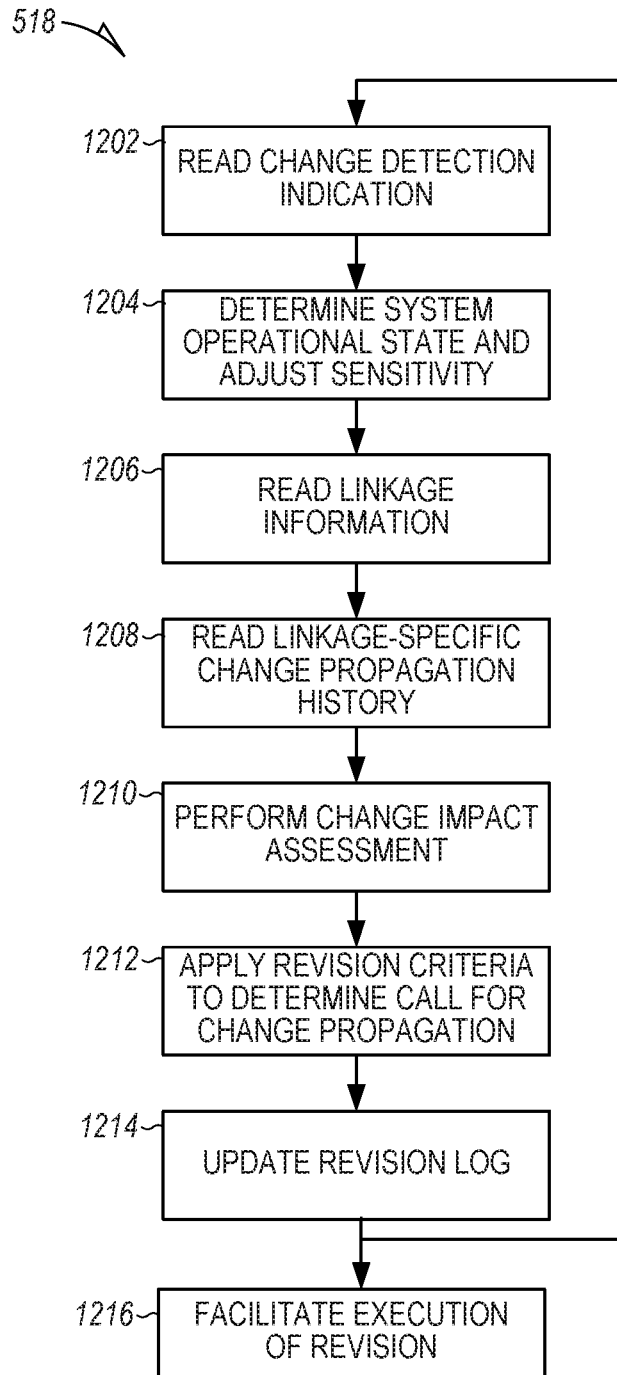 518
1202
READ CHANGE DETECTION
INDICATION
1204
DETERMINE SYSTEM
OPERATIONAL STATE AND
ADJUST SENSITIVITY
1206
READ LINKAGE
INFORMATION
1208
READ LINKAGE-SPECIFIC
CHANGE PROPAGATION
HISTORY
1210
PERFORM CHANGE IMPACT
ASSESSMENT
1212
APPLY REVISION CRITERIA
TO DETERMINE CALL FOR
CHANGE PROPAGATION
1214
UPDATE REVISION LOG
1216
FACILITATE EXECUTION
OF REVISION